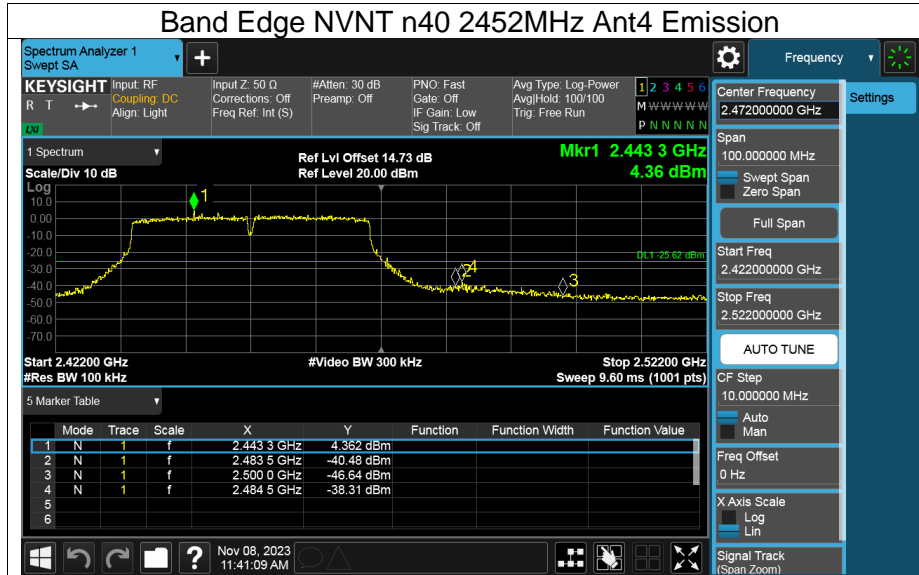 Band Edge NVNT n40 2452MHz Ant4 Emission
Spectrum Analyzer 1
Swept SA
+
Frequency
KEYSIGHT
R T
LXI
Input: RF
Coupling: DC
Align: Light
Input Z: 50 Ω
Corrections: Off
Freq Ref: Int (S)
#Atten: 30 dB
Preamp: Off
PNO: Fast
Gate: Off
IF Gain: Low
Sig Track: Off
Avg Type: Log-Power
Avg|Hold: 100/100
Trig: Free Run
1 2 3 4 5 6
M W W W W W
P N N N N N
Center Frequency
2.472000000 GHz
Settings
1 Spectrum
Scale/Div 10 dB
Ref Lvl Offset 14.73 dB
Ref Level 20.00 dBm
Mkr1 2.443 3 GHz
4.36 dBm
Span
100.000000 MHz
Swept Span
Zero Span
Full Span
Start Freq
2.422000000 GHz
Stop Freq
2.522000000 GHz
AUTO TUNE
CF Step
10.000000 MHz
Auto
Man
Freq Offset
0 Hz
X Axis Scale
Log
Lin
Signal Track
(Span Zoom)
Log
10.0
0.00
-10.0
-20.0
-30.0
-40.0
-50.0
-60.0
-70.0
1
2
4
3
DL1 -25.62 dBm
Start 2.42200 GHz
#Res BW 100 kHz
#Video BW 300 kHz
Stop 2.52200 GHz
Sweep 9.60 ms (1001 pts)
5 Marker Table
Mode Trace Scale X Y Function Function Width Function Value
1 N 1 f 2.443 3 GHz 4.362 dBm
2 N 1 f 2.483 5 GHz -40.48 dBm
3 N 1 f 2.500 0 GHz -46.64 dBm
4 N 1 f 2.484 5 GHz -38.31 dBm
5
6
?
Nov 08, 2023
11:41:09 AM